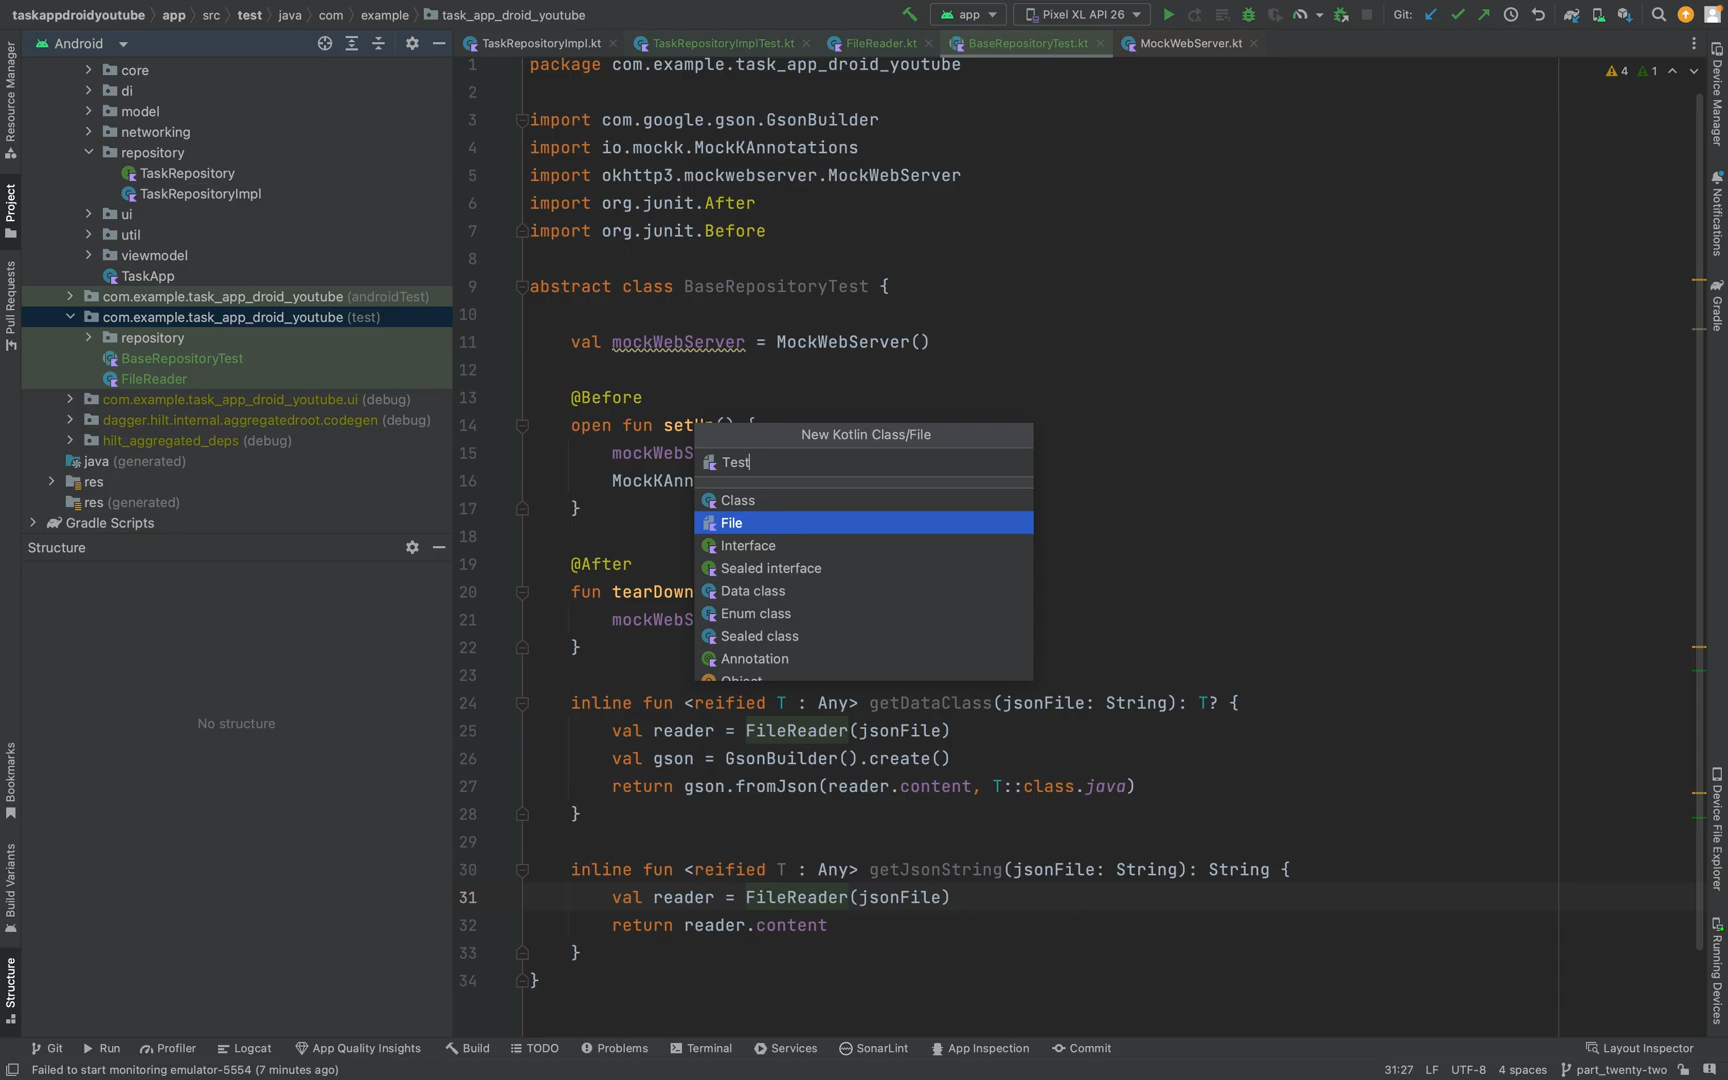 taskappdroidyoutube › app › src › test › java › com › example › task_app_droid_youtube
app
Pixel XL API 26
Git:
Android
TaskRepositoryImpl.kt
TaskRepositoryImplTest.kt
FileReader.kt
BaseRepositoryTest.kt
MockWebServer.kt
Resource Manager
Project
Pull Requests
Bookmarks
Build Variants
Structure
core
di
model
networking
repository
TaskRepository
TaskRepositoryImpl
ui
util
viewmodel
TaskApp
com.example.task_app_droid_youtube (androidTest)
com.example.task_app_droid_youtube (test)
repository
BaseRepositoryTest
FileReader
com.example.task_app_droid_youtube.ui (debug)
dagger.hilt.internal.aggregatedroot.codegen (debug)
hilt_aggregated_deps (debug)
java (generated)
res
res (generated)
Gradle Scripts
Structure
No structure
4 1
1 package com.example.task_app_droid_youtube
2
3 import com.google.gson.GsonBuilder
4 import io.mockk.MockKAnnotations
5 import okhttp3.mockwebserver.MockWebServer
6 import org.junit.After
7 import org.junit.Before
8
9 abstract class BaseRepositoryTest {
10
11 val mockWebServer = MockWebServer()
12
13 @Before
14 open fun setUp() {
15 mockWebS
16 MockKAnn
17 }
18
19 @After
20 fun tearDown
21 mockWebS
22 }
23
24 inline fun <reified T : Any> getDataClass(jsonFile: String): T? {
25 val reader = FileReader(jsonFile)
26 val gson = GsonBuilder().create()
27 return gson.fromJson(reader.content, T::class.java)
28 }
29
30 inline fun <reified T : Any> getJsonString(jsonFile: String): String {
31 val reader = FileReader(jsonFile)
32 return reader.content
33 }
34 }
New Kotlin Class/File
Test
Class
File
Interface
Sealed interface
Data class
Enum class
Sealed class
Annotation
Object
Device Manager
Notifications
Gradle
Device File Explorer
Running Devices
Git
Run
Profiler
Logcat
App Quality Insights
Build
TODO
Problems
Terminal
Services
SonarLint
App Inspection
Commit
Layout Inspector
Failed to start monitoring emulator-5554 (7 minutes ago)
31:27 LF UTF-8 4 spaces part_twenty-two